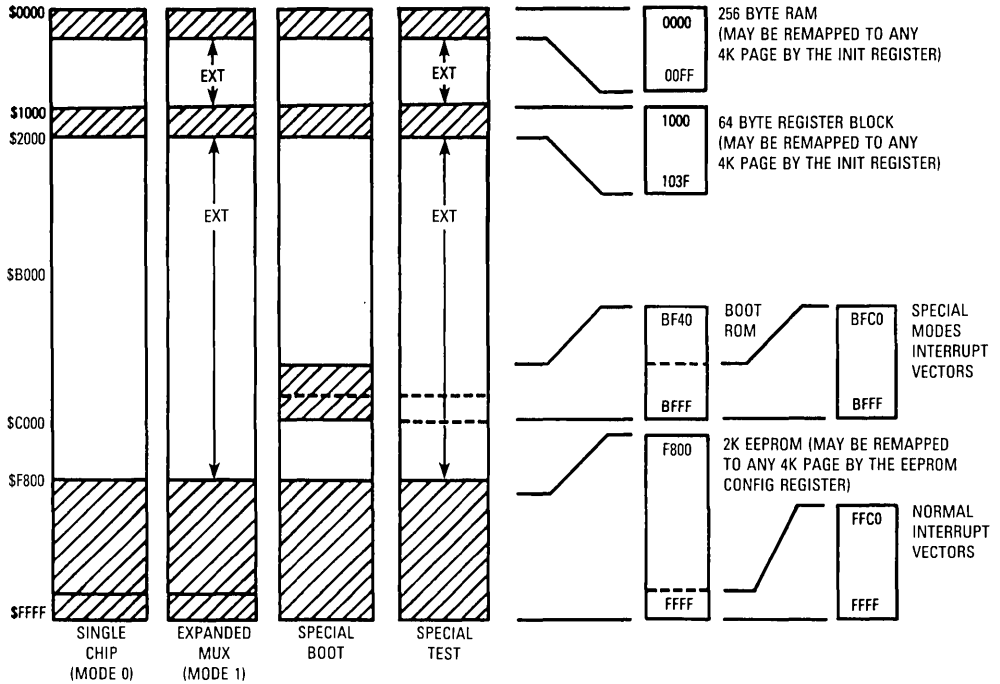 $0000
$1000
$2000
$B000
$C000
$F800
$FFFF
EXT
EXT
EXT
EXT
SINGLE
CHIP
(MODE 0)
EXPANDED
MUX
(MODE 1)
SPECIAL
BOOT
SPECIAL
TEST
0000
00FF
256 BYTE RAM
(MAY BE REMAPPED TO ANY
4K PAGE BY THE INIT REGISTER)
1000
103F
64 BYTE REGISTER BLOCK
(MAY BE REMAPPED TO ANY
4K PAGE BY THE INIT REGISTER)
BF40
BFFF
BOOT
ROM
BFC0
BFFF
SPECIAL
MODES
INTERRUPT
VECTORS
F800
FFFF
2K EEPROM (MAY BE REMAPPED
TO ANY 4K PAGE BY THE EEPROM
CONFIG REGISTER)
FFC0
FFFF
NORMAL
INTERRUPT
VECTORS